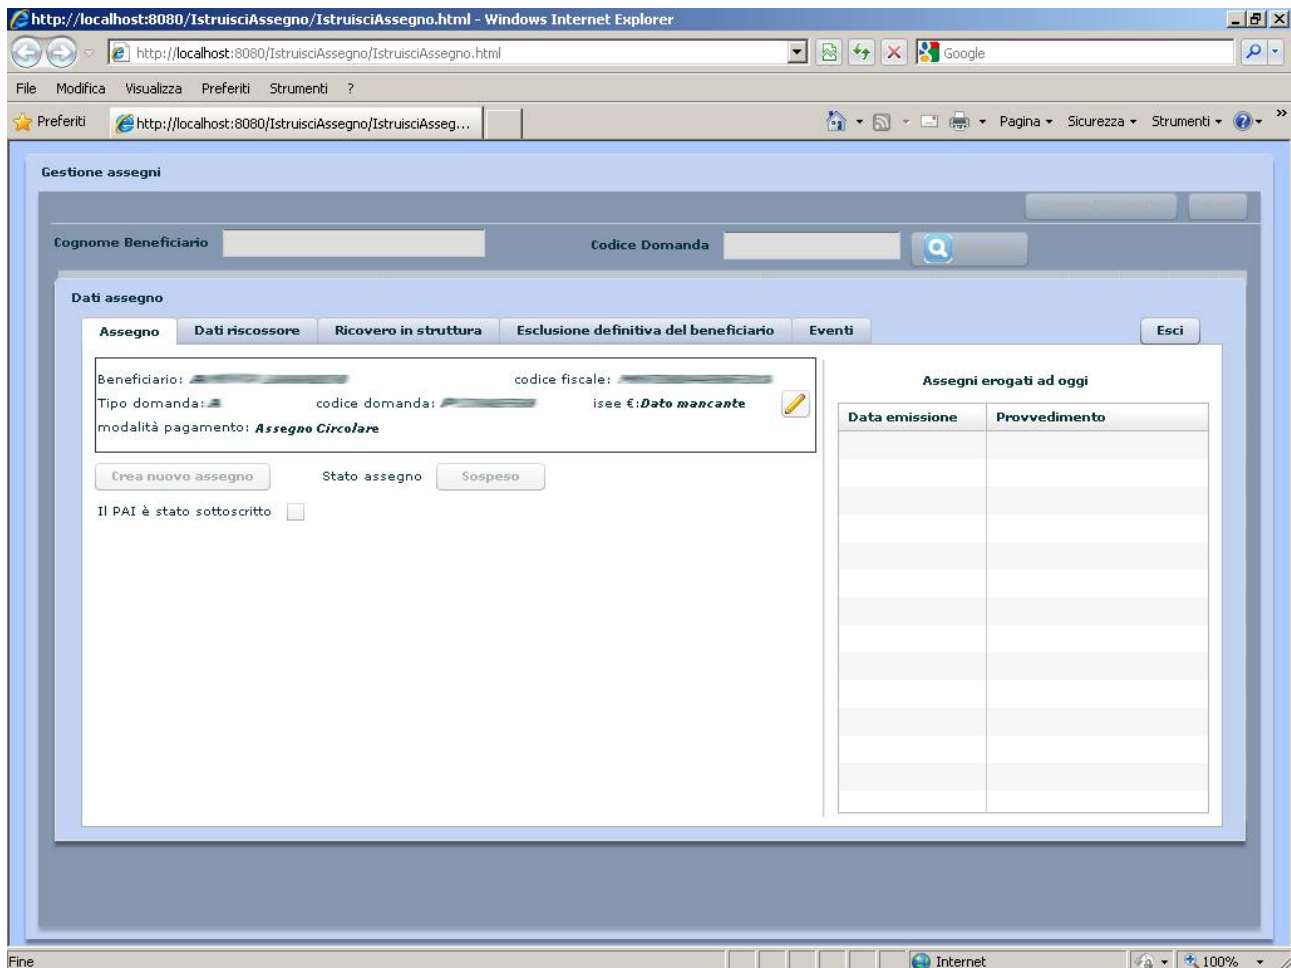 http://localhost:8080/IstruisciAssegno/IstruisciAssegno.html - Windows Internet Explorer
http://localhost:8080/IstruisciAssegno/IstruisciAssegno.html
Google
File Modifica Visualizza Preferiti Strumenti ?
Preferiti http://localhost:8080/IstruisciAssegno/IstruisciAsseg... Pagina Sicurezza Strumenti »
Gestione assegni
Cognome Beneficiario Codice Domanda
Dati assegno
Assegno Dati riscossore Ricovero in struttura Esclusione definitiva del beneficiario Eventi Esci
Beneficiario: codice fiscale:
Tipo domanda: codice domanda: isee €:Dato mancante
modalità pagamento: Assegno Circolare
Crea nuovo assegno Stato assegno Sospeso
Il PAI è stato sottoscritto
Assegni erogati ad oggi
Data emissione Provvedimento
Fine Internet 100%